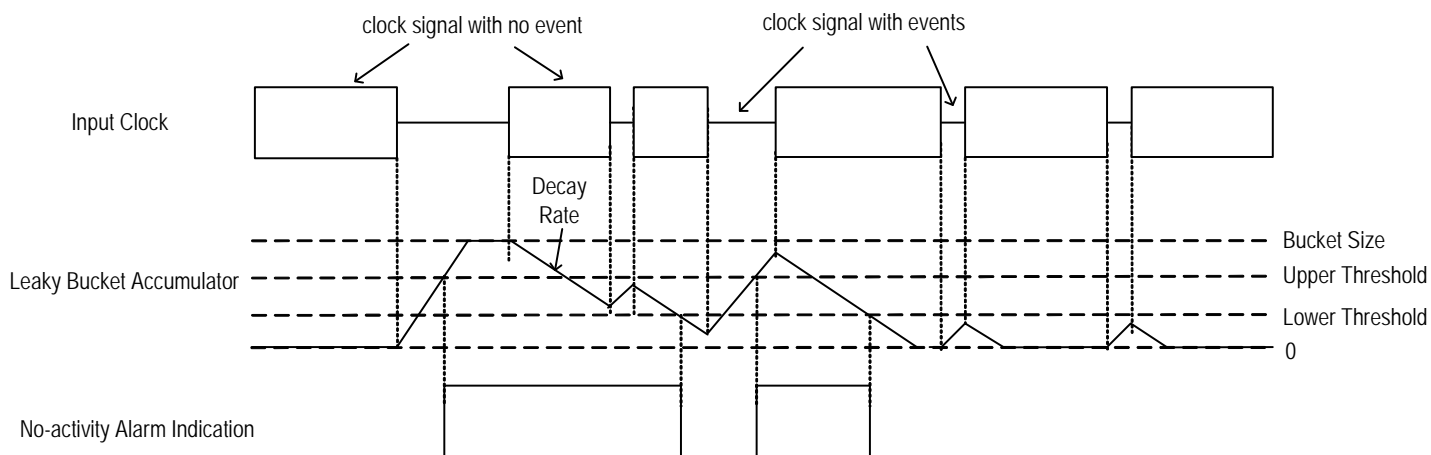 clock signal with no event
clock signal with events
Input Clock
Decay
Rate
Bucket Size
Leaky Bucket Accumulator
Upper Threshold
Lower Threshold
0
No-activity Alarm Indication